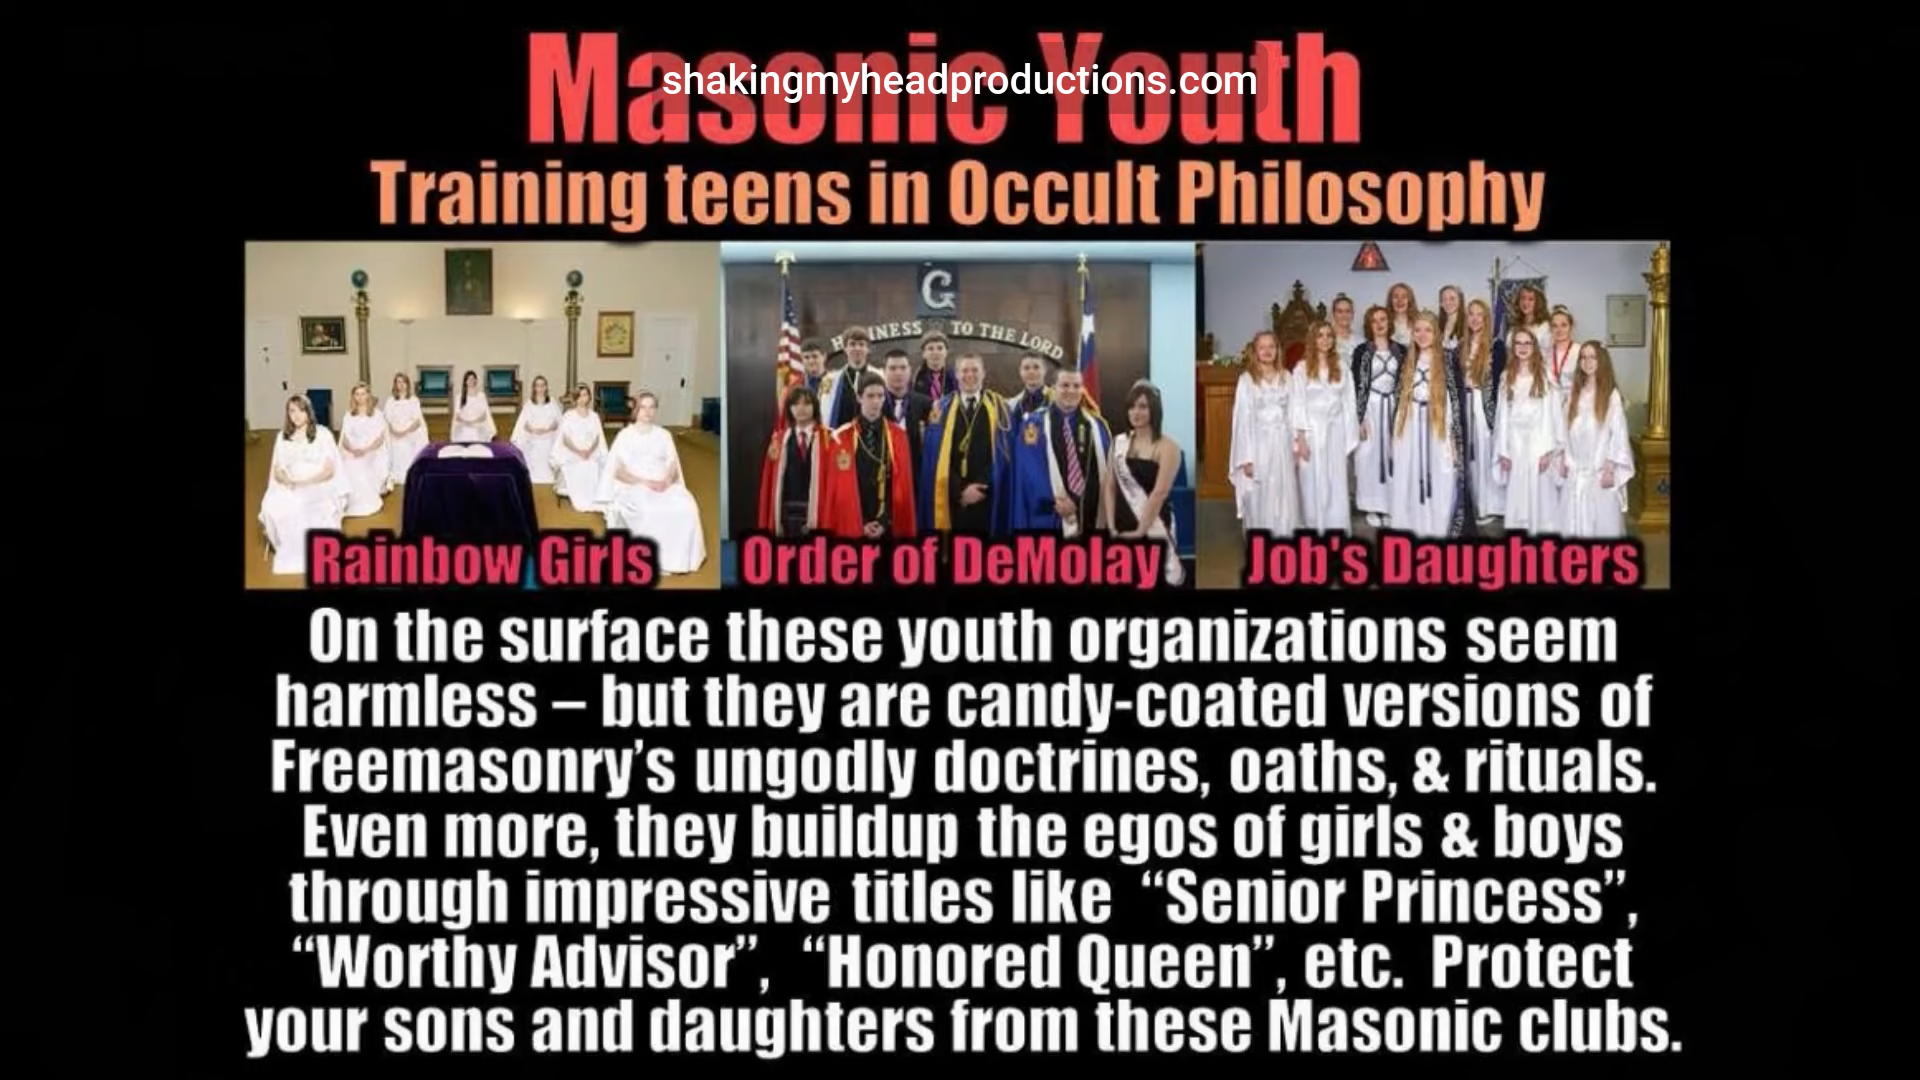 Masonic Youth
shakingmyheadproductions.com
Training teens in Occult Philosophy
G
TO THE LORD
Rainbow Girls
Order of DeMolay
Job's Daughters
On the surface these youth organizations seem
harmless – but they are candy-coated versions of
Freemasonry’s ungodly doctrines, oaths, & rituals.
Even more, they buildup the egos of girls & boys
through impressive titles like “Senior Princess”,
“Worthy Advisor”, “Honored Queen”, etc. Protect
your sons and daughters from these Masonic clubs.